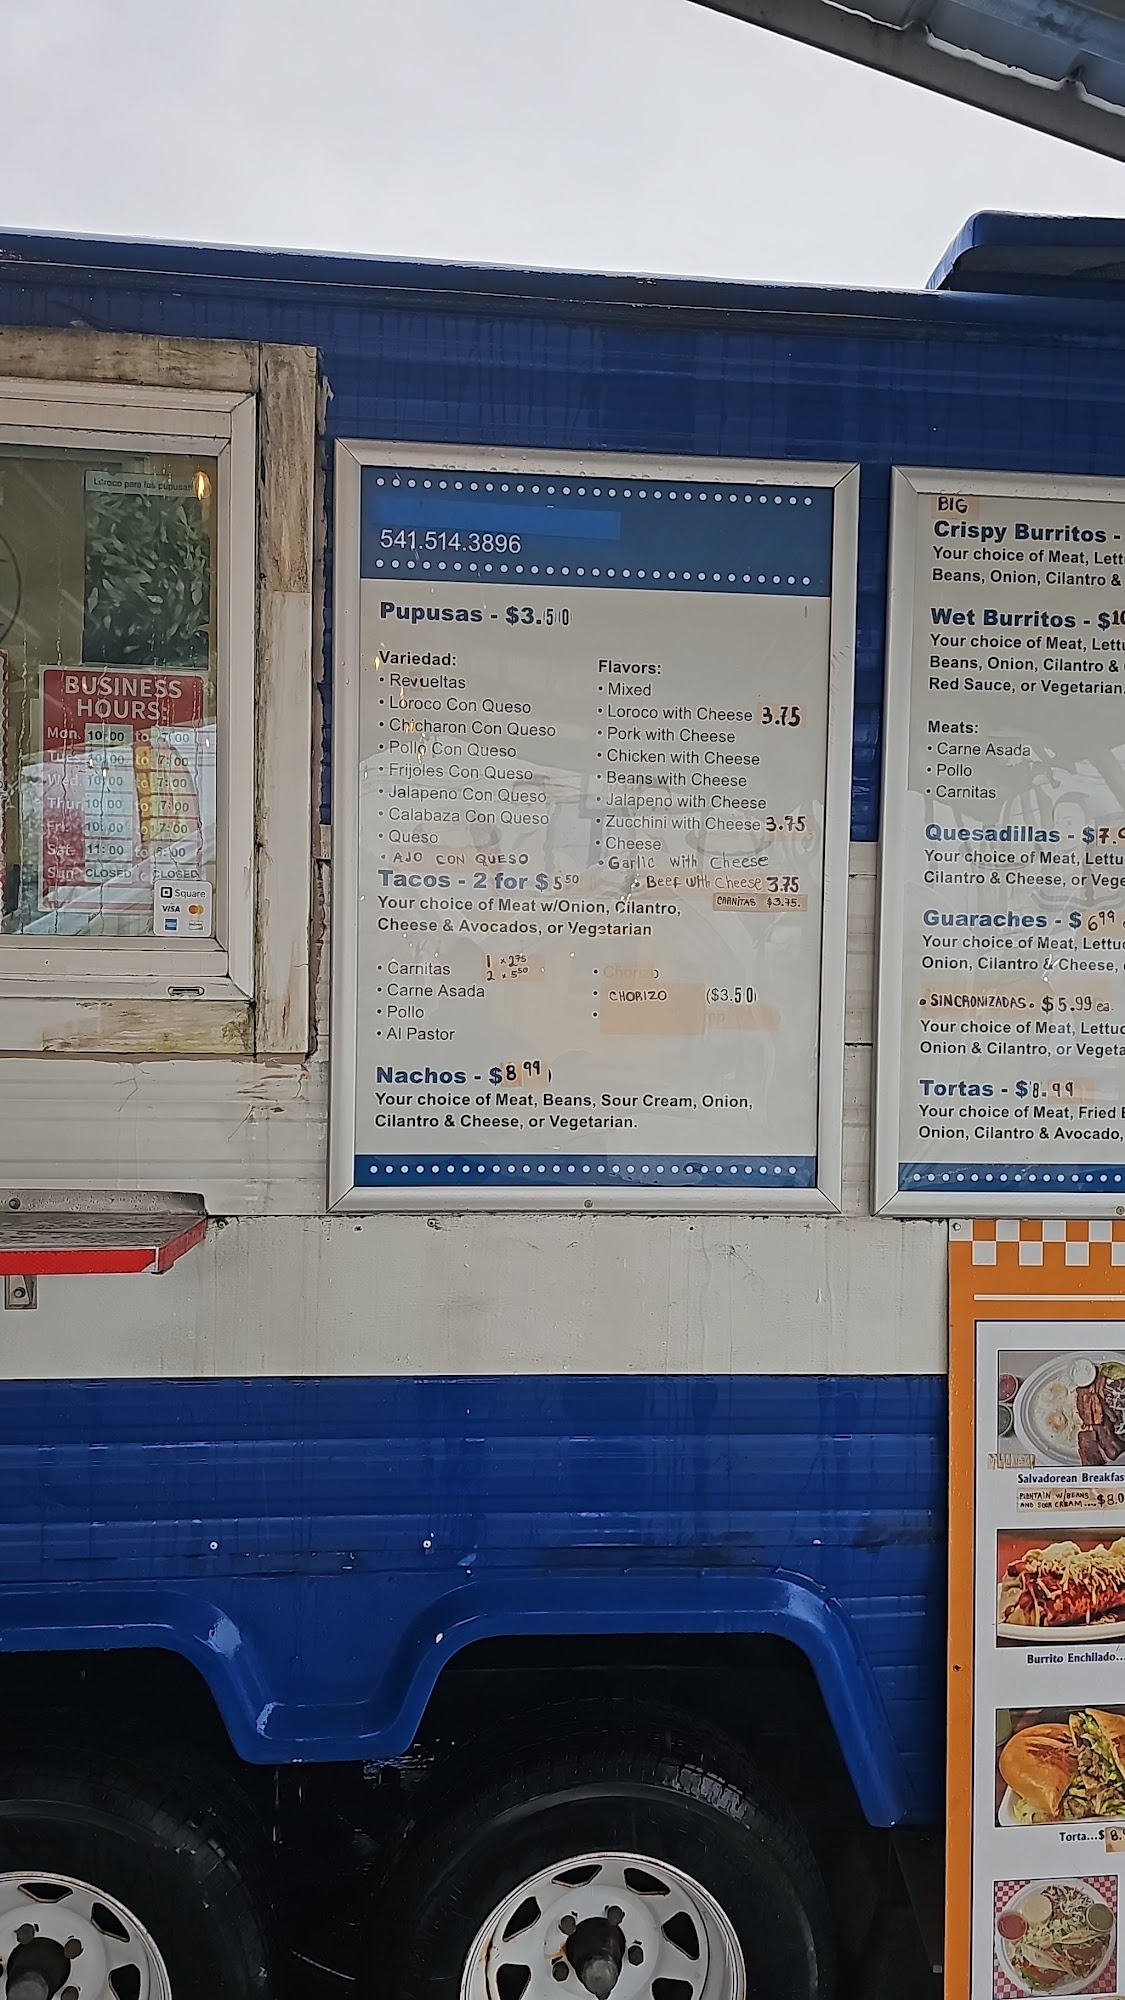 Loroco para las pupusas
BUSINESS
HOURS:
Mon. 10:00 to 7:00
Tues. 10:00 to 7:00
Wed. 10:00 to 7:00
Thur. 10:00 to 7:00
Fri. 10:00 to 7:00
Sat. 11:00 to 6:00
Sun. CLOSED to CLOSED
Square
VISA
541.514.3896
Pupusas - $3.50
Variedad:
• Revueltas
• Loroco Con Queso
• Chicharon Con Queso
• Pollo Con Queso
• Frijoles Con Queso
• Jalapeno Con Queso
• Calabaza Con Queso
• Queso
• AJO CON QUESO
Flavors:
• Mixed
• Loroco with Cheese 3.75
• Pork with Cheese
• Chicken with Cheese
• Beans with Cheese
• Jalapeno with Cheese
• Zucchini with Cheese 3.75
• Cheese
• Garlic with Cheese
• Beef with Cheese 3.75
CARNITAS $3.75.
Tacos - 2 for $5 50
Your choice of Meat w/Onion, Cilantro,
Cheese & Avocados, or Vegetarian
1 x 2 75
2 x 5 50
• Carnitas
• Carne Asada
• Pollo
• Al Pastor
• Chorizo
• CHORIZO ($3.50)
Nachos - $8 99
Your choice of Meat, Beans, Sour Cream, Onion,
Cilantro & Cheese, or Vegetarian.
BIG
Crispy Burritos -
Your choice of Meat,
Beans, Onion, Cilantro &
Wet Burritos - $10
Your choice of Meat,
Beans, Onion, Cilantro &
Red Sauce, or Vegetarian.
Meats:
• Carne Asada
• Pollo
• Carnitas
Quesadillas - $7.
Your choice of Meat,
Cilantro & Cheese, or
Guaraches - $6 99
Your choice of Meat,
Onion, Cilantro & Cheese,
• SINCRONIZADAS • $5.99 ea.
Your choice of Meat,
Onion & Cilantro, or
Tortas - $8.99
Your choice of Meat, Fried
Onion, Cilantro & Avocado,
Salvadorean
PLANTAIN W/BEANS
AND SOUR CREAM....$8.0
Burrito Enchilado...
Torta...$8.